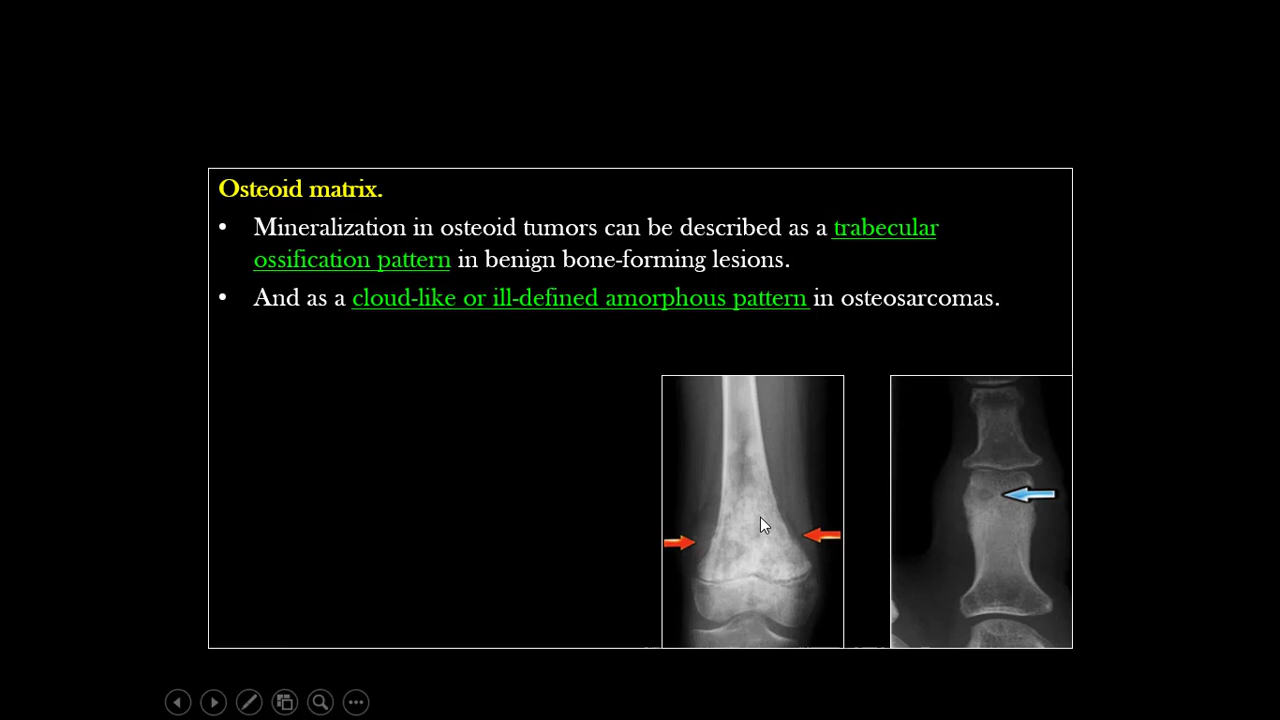 Osteoid matrix.
• Mineralization in osteoid tumors can be described as a trabecular
ossification pattern in benign bone-forming lesions.
• And as a cloud-like or ill-defined amorphous pattern in osteosarcomas.